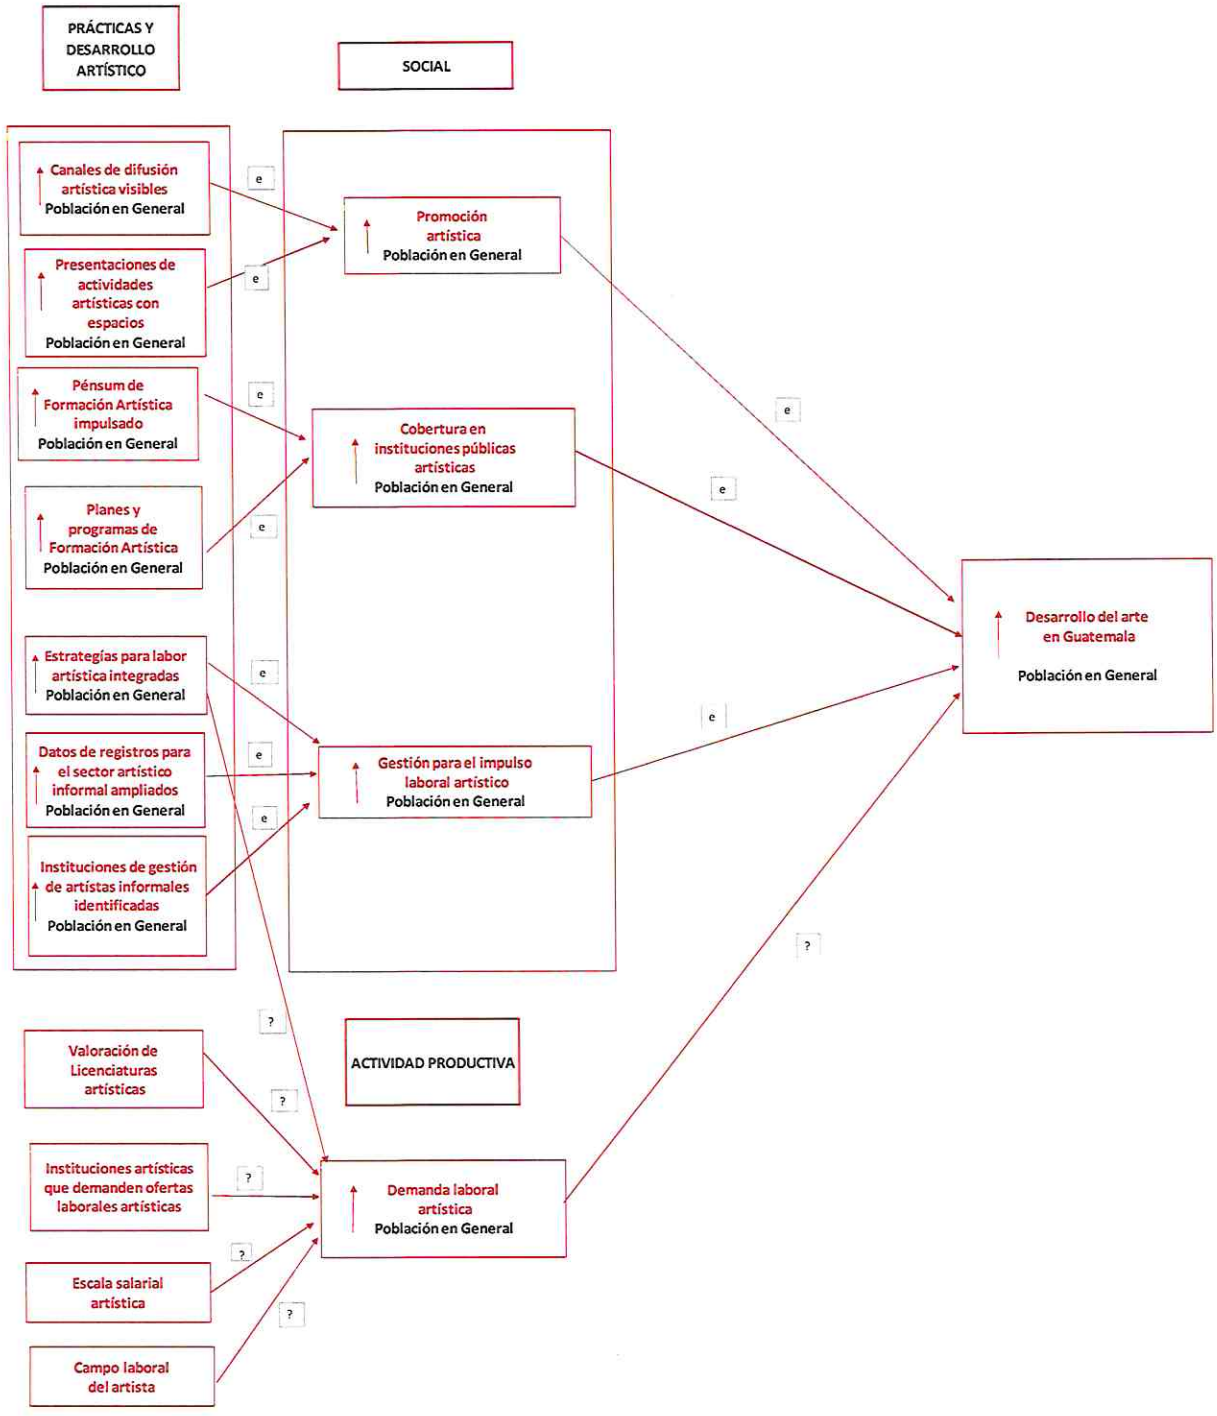 PRÁCTICAS Y
DESARROLLO
ARTÍSTICO
SOCIAL
Canales de difusión
artística visibles
Población en General
e
Presentaciones de
actividades
artísticas con
espacios
Población en General
e
Promoción
artística
Población en General
Pénsum de
Formación Artística
impulsado
Población en General
e
Planes y
programas de
Formación Artística
Población en General
e
Cobertura en
instituciones públicas
artísticas
Población en General
e
e
Estrategías para labor
artística integradas
Población en General
e
Datos de registros para
el sector artístico
informal ampliados
Población en General
e
Instituciones de gestión
de artístas informales
identificadas
Población en General
e
Gestión para el impulso
laboral artístico
Población en General
e
Desarrollo del arte
en Guatemala
Población en General
?
?
ACTIVIDAD PRODUCTIVA
Valoración de
Licenciaturas
artísticas
?
Instituciones artísticas
que demanden ofertas
laborales artísticas
?
Demanda laboral
artística
Población en General
Escala salarial
artística
?
Campo laboral
del artista
?